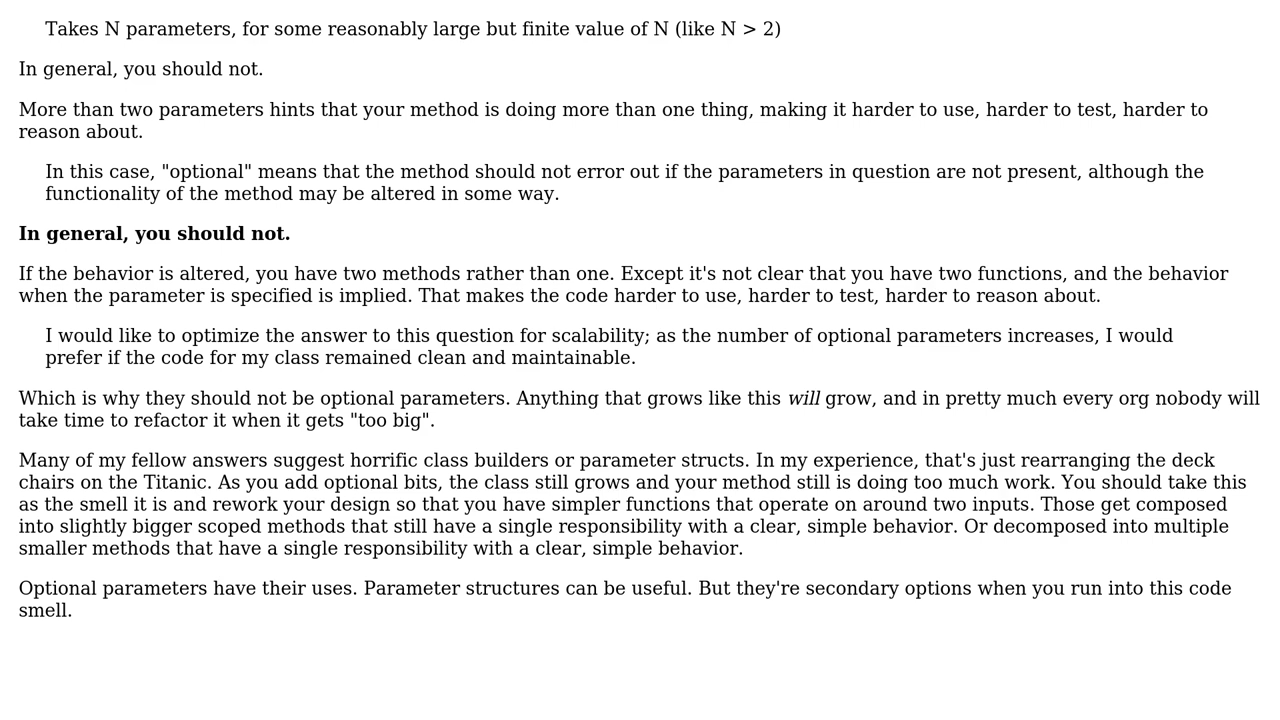 Takes N parameters, for some reasonably large but finite value of N (like N > 2)
In general, you should not.
More than two parameters hints that your method is doing more than one thing, making it harder to use, harder to test, harder to
reason about.
In this case, "optional" means that the method should not error out if the parameters in question are not present, although the
functionality of the method may be altered in some way.
In general, you should not.
If the behavior is altered, you have two methods rather than one. Except it's not clear that you have two functions, and the behavior
when the parameter is specified is implied. That makes the code harder to use, harder to test, harder to reason about.
I would like to optimize the answer to this question for scalability; as the number of optional parameters increases, I would
prefer if the code for my class remained clean and maintainable.
Which is why they should not be optional parameters. Anything that grows like this will grow, and in pretty much every org nobody will
take time to refactor it when it gets "too big".
Many of my fellow answers suggest horrific class builders or parameter structs. In my experience, that's just rearranging the deck
chairs on the Titanic. As you add optional bits, the class still grows and your method still is doing too much work. You should take this
as the smell it is and rework your design so that you have simpler functions that operate on around two inputs. Those get composed
into slightly bigger scoped methods that still have a single responsibility with a clear, simple behavior. Or decomposed into multiple
smaller methods that have a single responsibility with a clear, simple behavior.
Optional parameters have their uses. Parameter structures can be useful. But they're secondary options when you run into this code
smell.